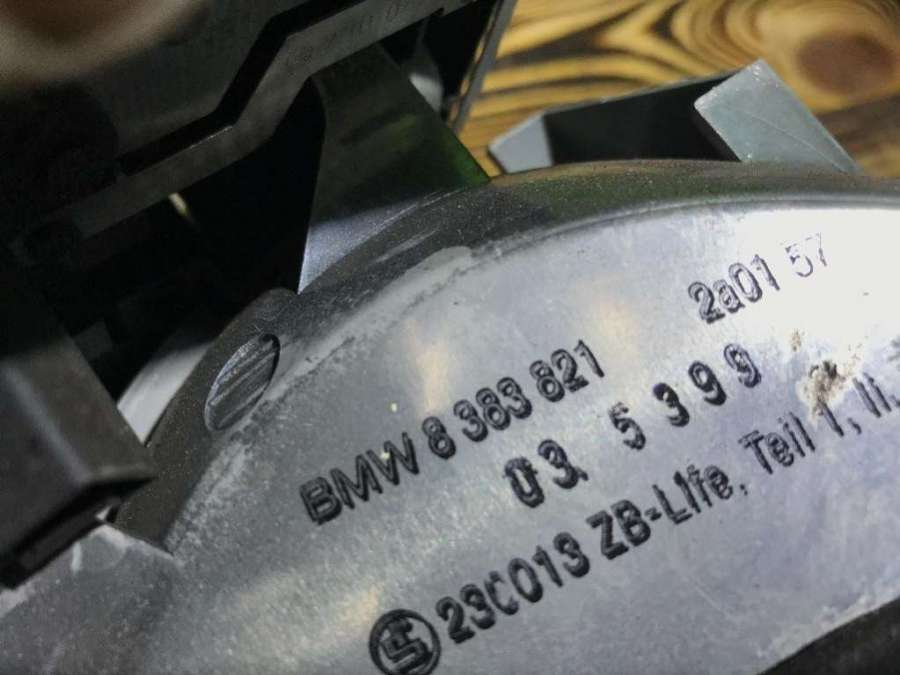 2a01 57
BMW 8 383 821
03. 5 3 9 9
23C013 ZB-Life, Teil I, II,